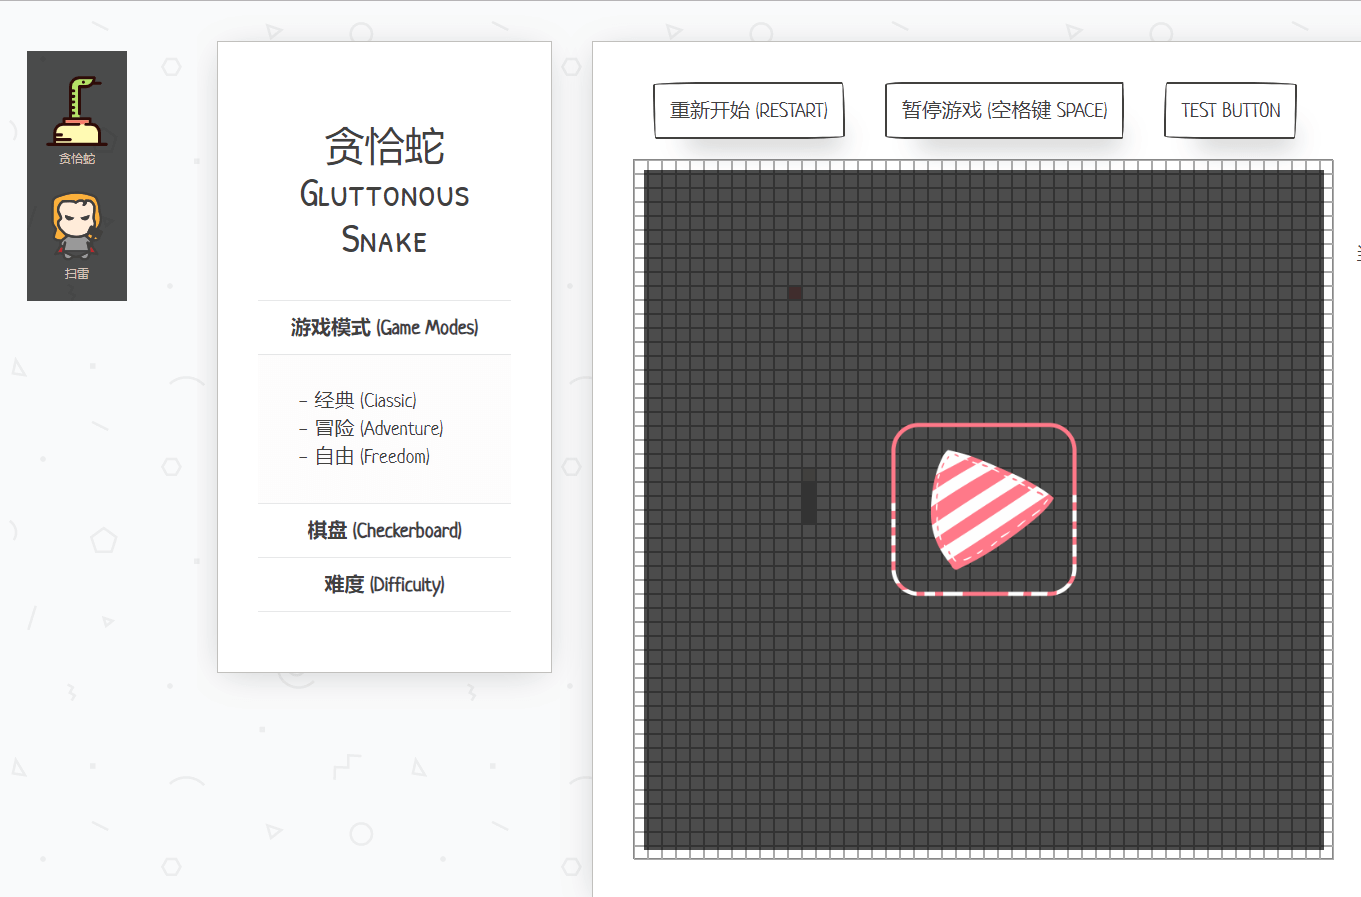 贪恰蛇
扫雷
贪恰蛇
Gluttonous
Snake
游戏模式 (Game Modes)
- 经典 (Classic)
- 冒险 (Adventure)
- 自由 (Freedom)
棋盘 (Checkerboard)
难度 (Difficulty)
重新开始 (RESTART)
暂停游戏 (空格键 SPACE)
TEST BUTTON